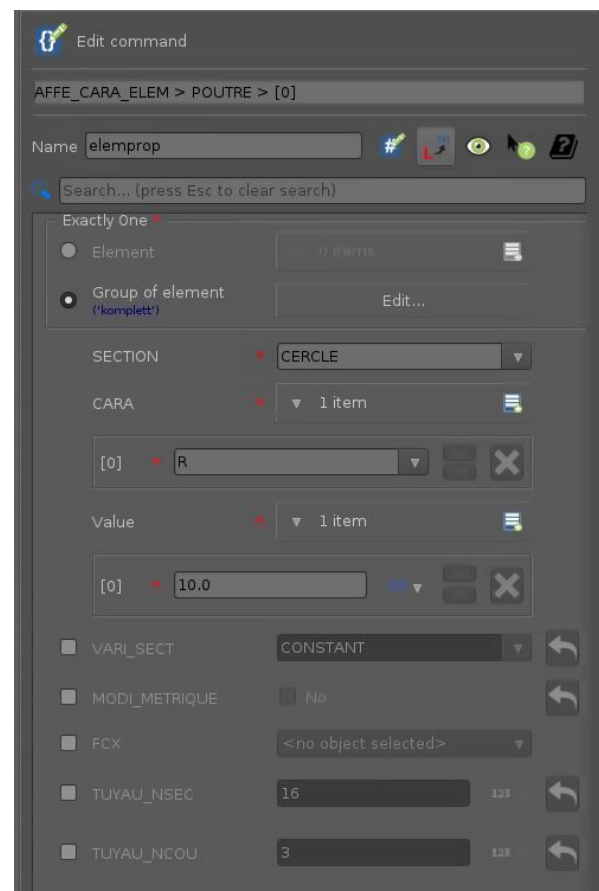 Edit command
AFFE_CARA_ELEM > POUTRE > [0]
Name elemprop
Search... (press Esc to clear search)
Exactly One *
Element 0 items
Group of element Edit...
('komplett')
SECTION * CERCLE
CARA * 1 item
[0] * R
Value * 1 item
[0] * 10.0
VARI_SECT CONSTANT
MODI_METRIQUE No
FCX <no object selected>
TUYAU_NSEC 16 123
TUYAU_NCOU 3 123